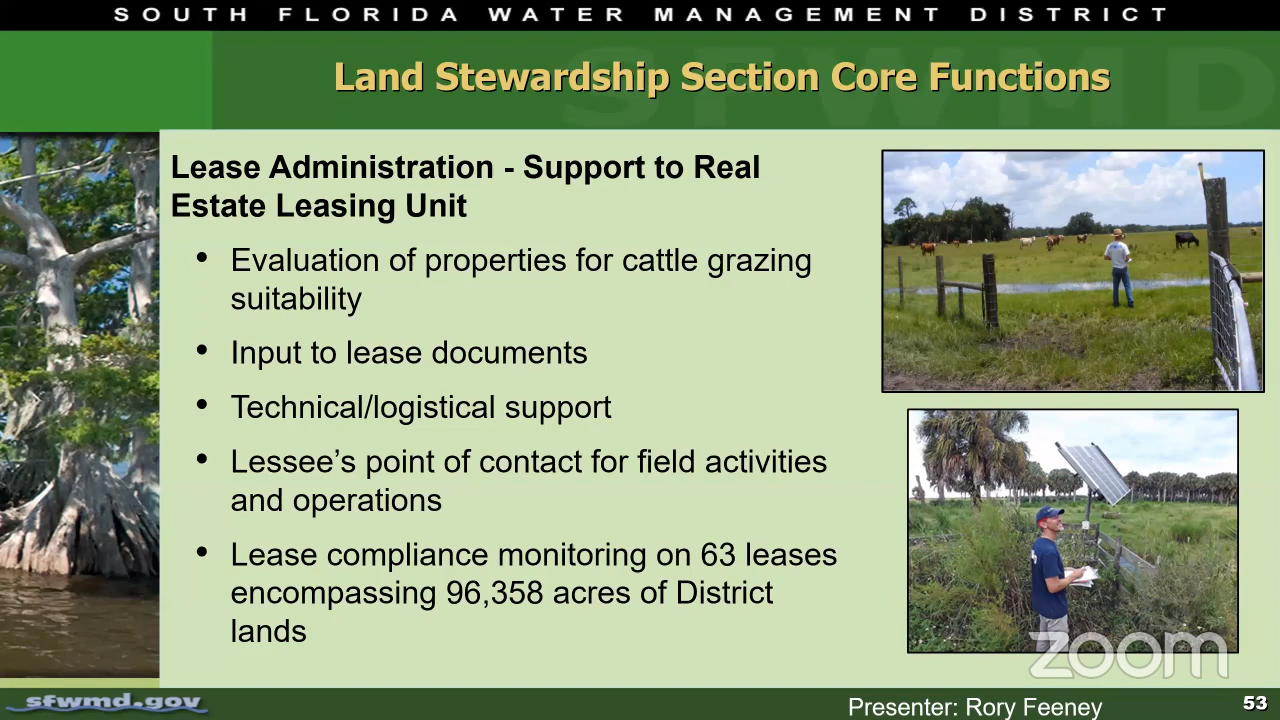 SOUTH FLORIDA WATER MANAGEMENT DISTRICT
SFWMD
Land Stewardship Section Core Functions
Lease Administration - Support to Real
Estate Leasing Unit
• Evaluation of properties for cattle grazing
suitability
• Input to lease documents
• Technical/logistical support
• Lessee’s point of contact for field activities
and operations
• Lease compliance monitoring on 63 leases
encompassing 96,358 acres of District
lands
zoom
sfwmd.gov
Presenter: Rory Feeney
53